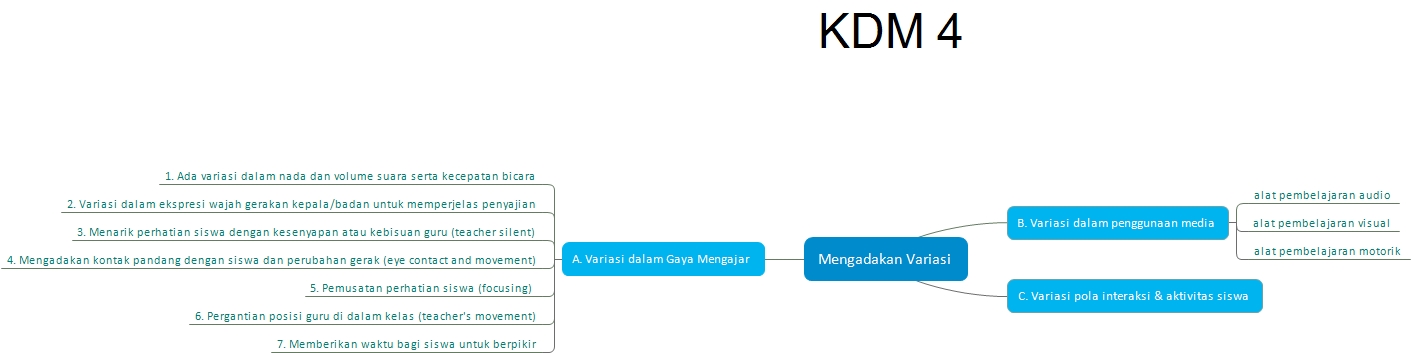 KDM 4
Mengadakan Variasi
A. Variasi dalam Gaya Mengajar
1. Ada variasi dalam nada dan volume suara serta kecepatan bicara
2. Variasi dalam ekspresi wajah gerakan kepala/badan untuk memperjelas penyajian
3. Menarik perhatian siswa dengan kesenyapan atau kebisuan guru (teacher silent)
4. Mengadakan kontak pandang dengan siswa dan perubahan gerak (eye contact and movement)
5. Pemusatan perhatian siswa (focusing)
6. Pergantian posisi guru di dalam kelas (teacher's movement)
7. Memberikan waktu bagi siswa untuk berpikir
B. Variasi dalam penggunaan media
alat pembelajaran audio
alat pembelajaran visual
alat pembelajaran motorik
C. Variasi pola interaksi & aktivitas siswa